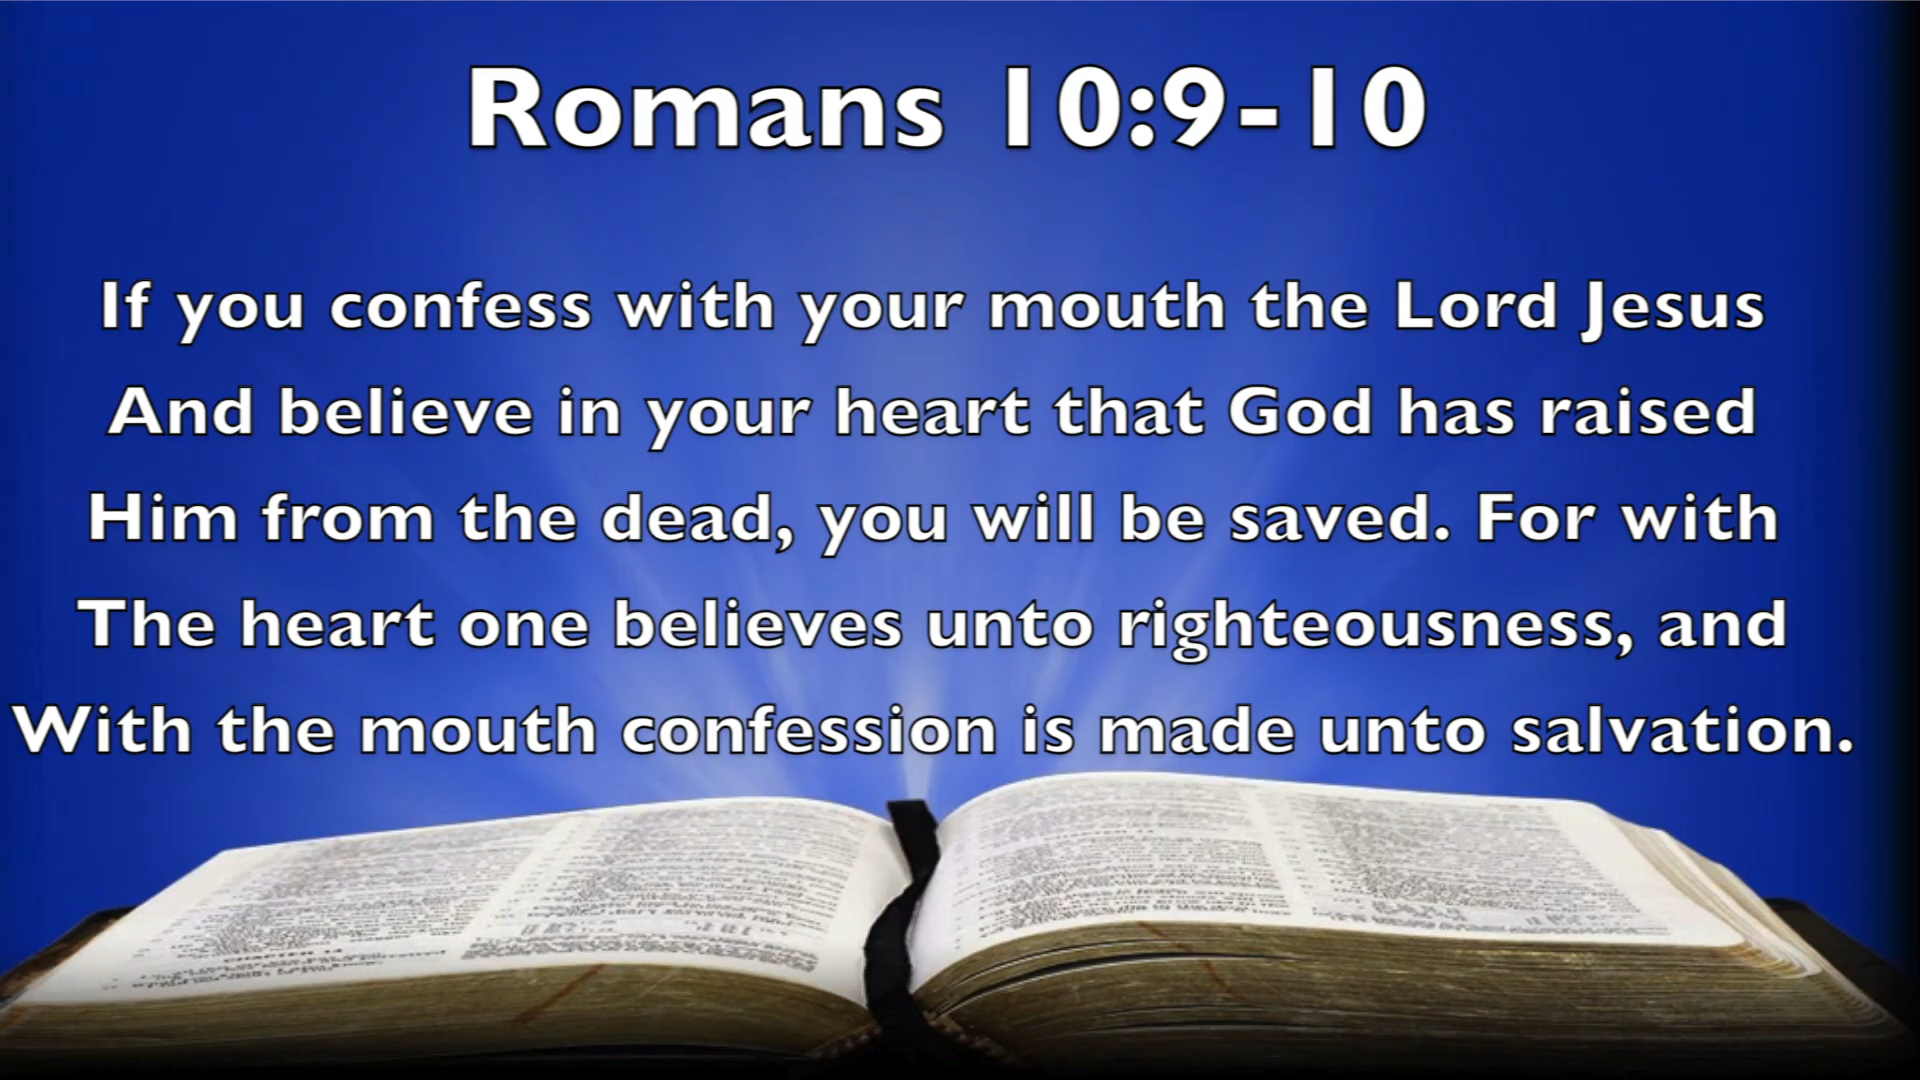 Romans 10:9-10
If you confess with your mouth the Lord Jesus
And believe in your heart that God has raised
Him from the dead, you will be saved. For with
The heart one believes unto righteousness, and
With the mouth confession is made unto salvation.